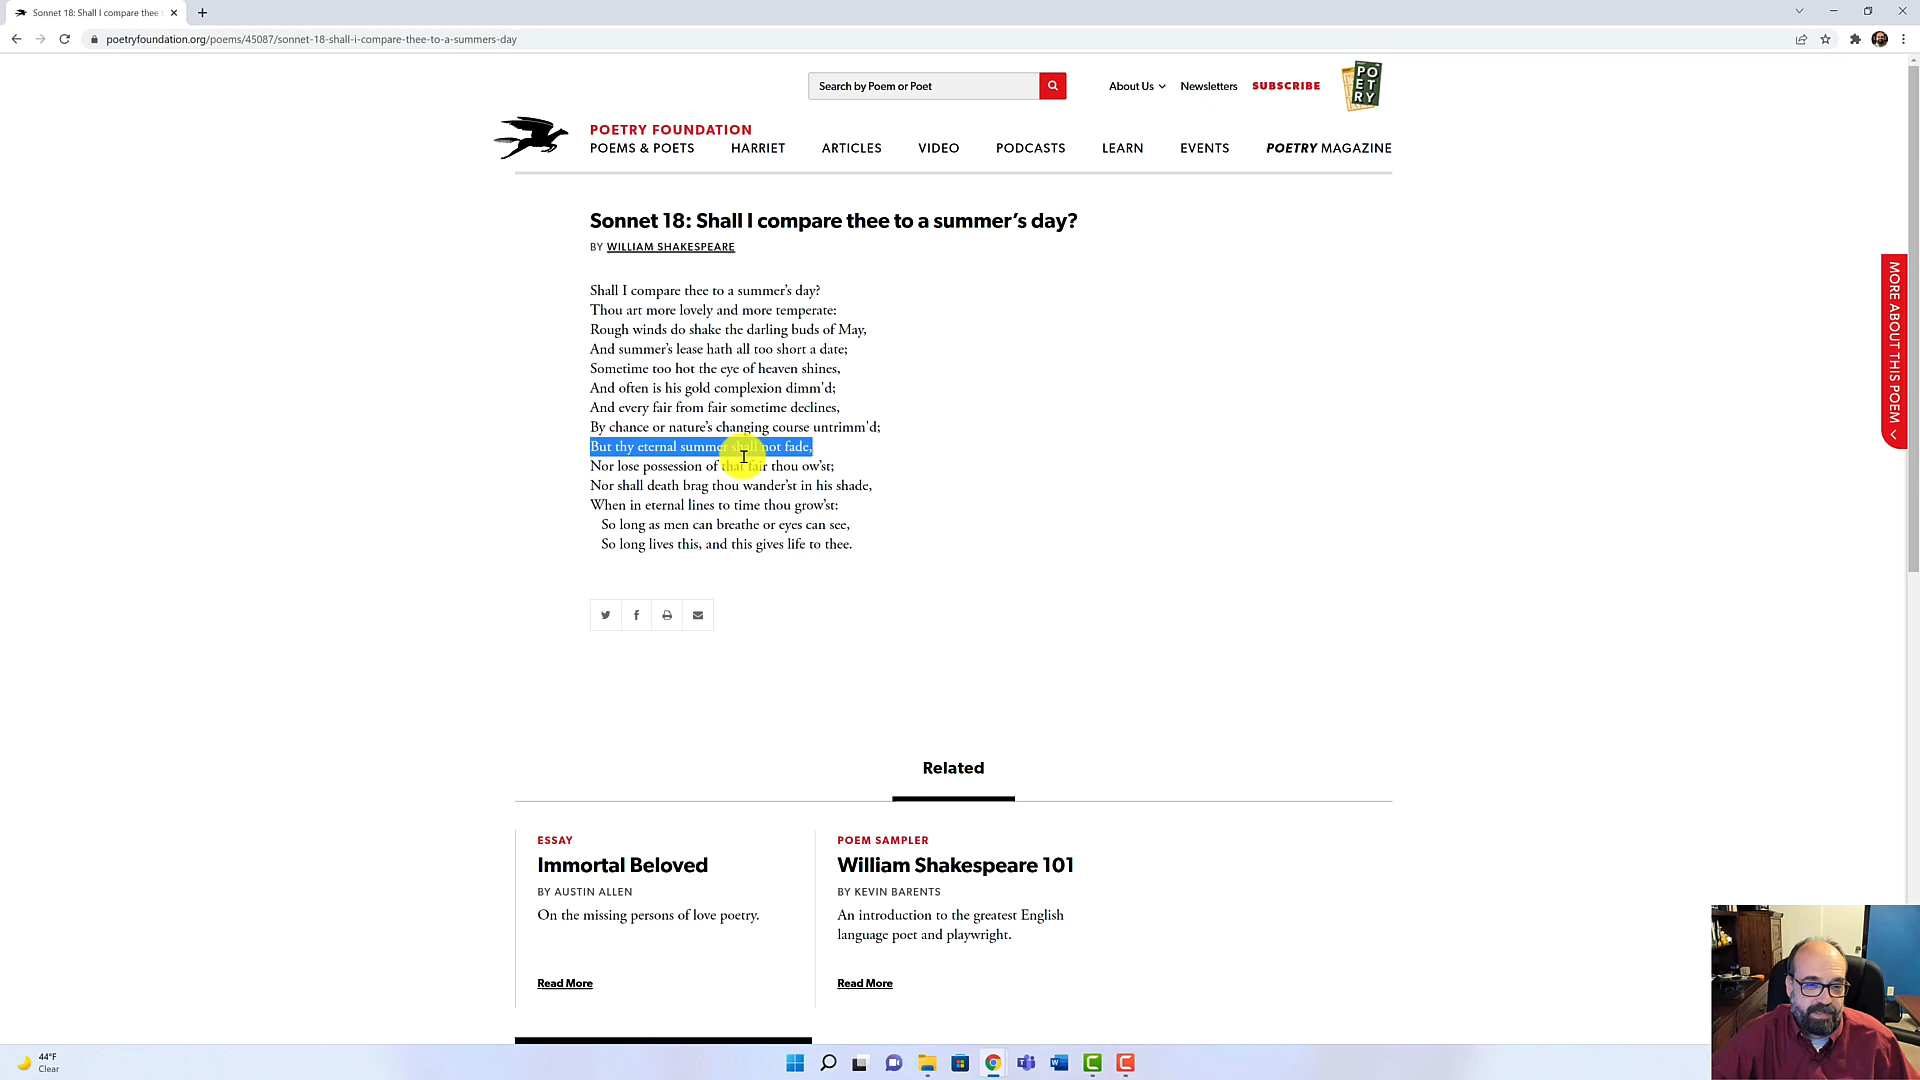 Sonnet 18: Shall I compare thee
poetryfoundation.org/poems/45087/sonnet-18-shall-i-compare-thee-to-a-summers-day
Search by Poem or Poet
About Us
Newsletters
SUBSCRIBE
PO
ET
RY
POETRY FOUNDATION
POEMS & POETS
HARRIET
ARTICLES
VIDEO
PODCASTS
LEARN
EVENTS
POETRY MAGAZINE
Sonnet 18: Shall I compare thee to a summer’s day?
BY WILLIAM SHAKESPEARE
Shall I compare thee to a summer’s day?
Thou art more lovely and more temperate:
Rough winds do shake the darling buds of May,
And summer’s lease hath all too short a date;
Sometime too hot the eye of heaven shines,
And often is his gold complexion dimm'd;
And every fair from fair sometime declines,
By chance or nature’s changing course untrimm'd;
But thy eternal summer shall not fade,
Nor lose possession of that fair thou ow’st;
Nor shall death brag thou wander’st in his shade,
When in eternal lines to time thou grow’st:
So long as men can breathe or eyes can see,
So long lives this, and this gives life to thee.
MORE ABOUT THIS POEM
Related
ESSAY
Immortal Beloved
BY AUSTIN ALLEN
On the missing persons of love poetry.
Read More
POEM SAMPLER
William Shakespeare 101
BY KEVIN BARENTS
An introduction to the greatest English
language poet and playwright.
Read More
44°F
Clear